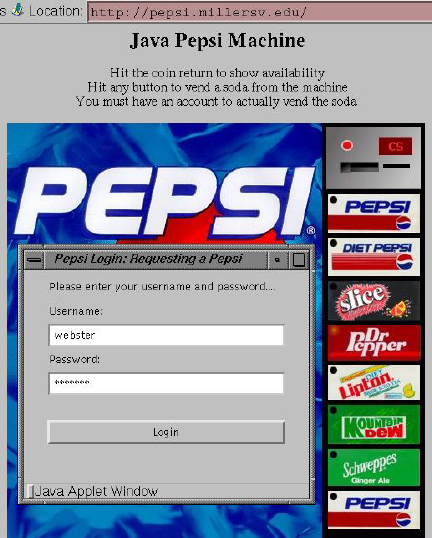 s Location: http://pepsi.millersv.edu/
Java Pepsi Machine
Hit the coin return to show availability
Hit any button to vend a soda from the machine
You must have an account to actually vend the soda
CS
PEPSI®
PEPSI
DIET PEPSI
Slice
Dr Pepper
DIET
Lipton
MOUNTAIN DEW
Schweppes
Ginger Ale
PEPSI
Pepsi Login: Requesting a Pepsi
Please enter your username and password....
Username:
webster
Password:
*******
Login
Java Applet Window